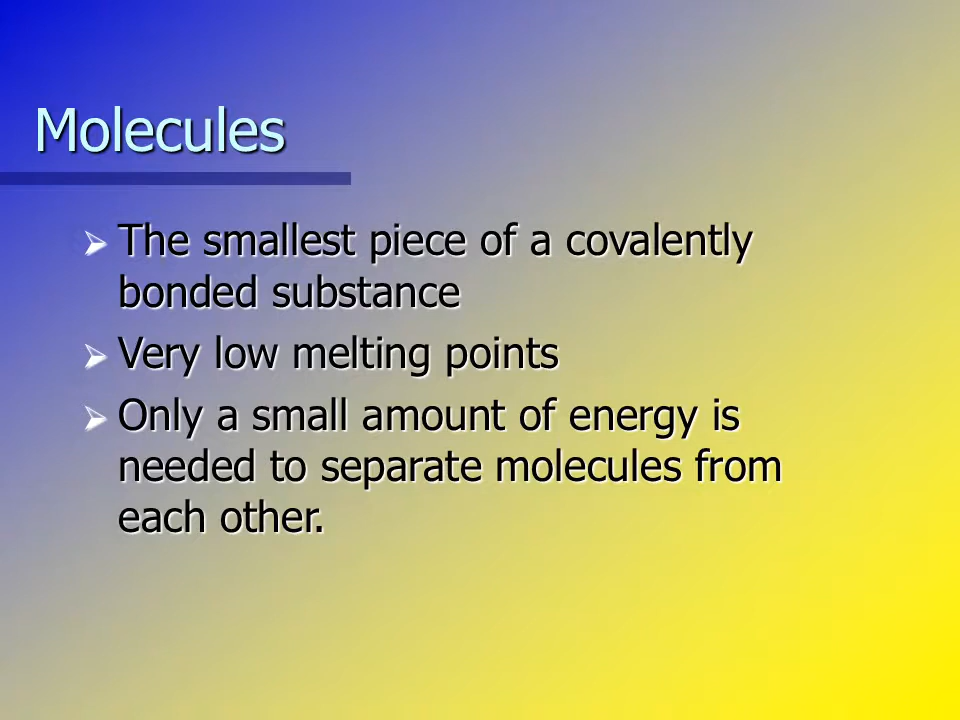 Molecules
The smallest piece of a covalently
bonded substance
Very low melting points
Only a small amount of energy is
needed to separate molecules from
each other.